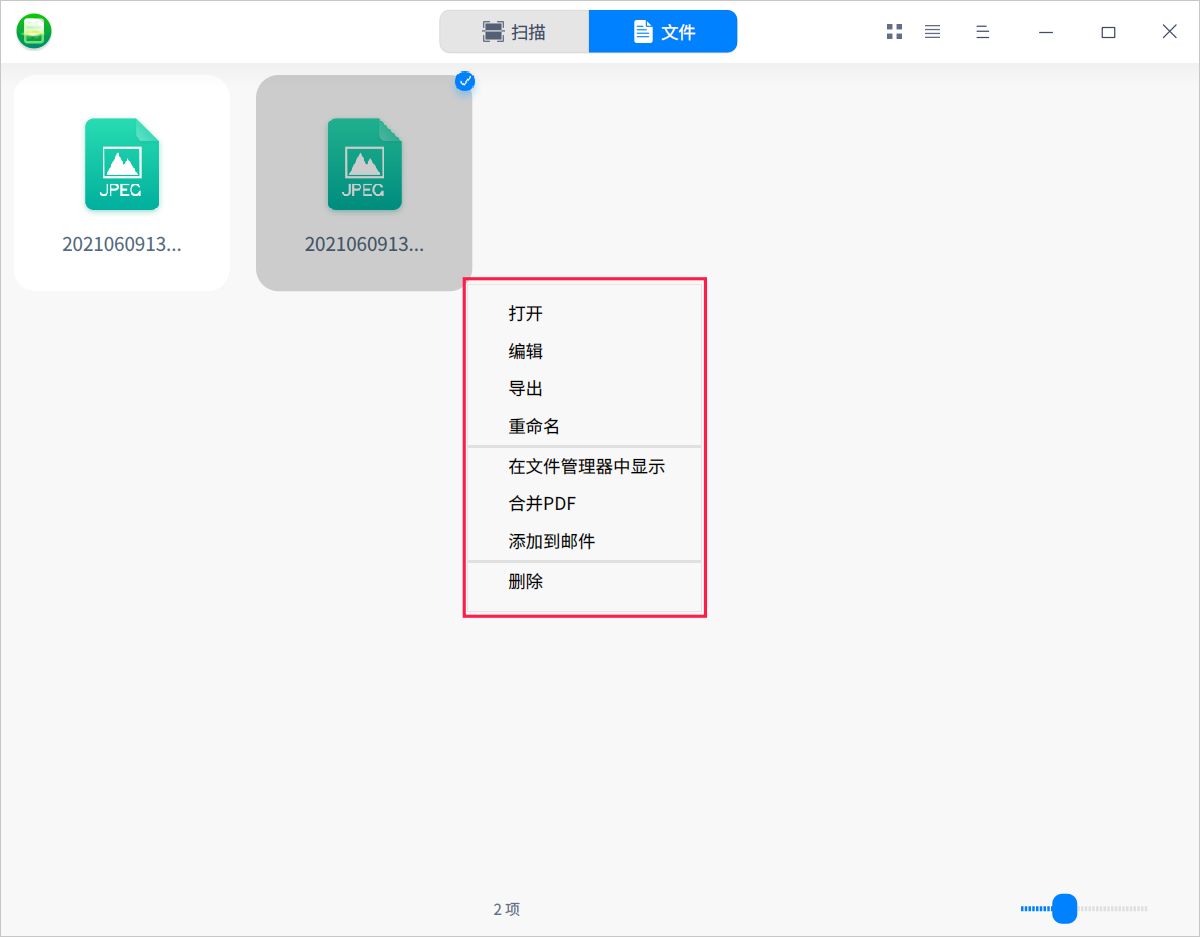 扫描
文件
JPEG
JPEG
2021060913...
2021060913...
打开
编辑
导出
重命名
在文件管理器中显示
合并PDF
添加到邮件
删除
2 项